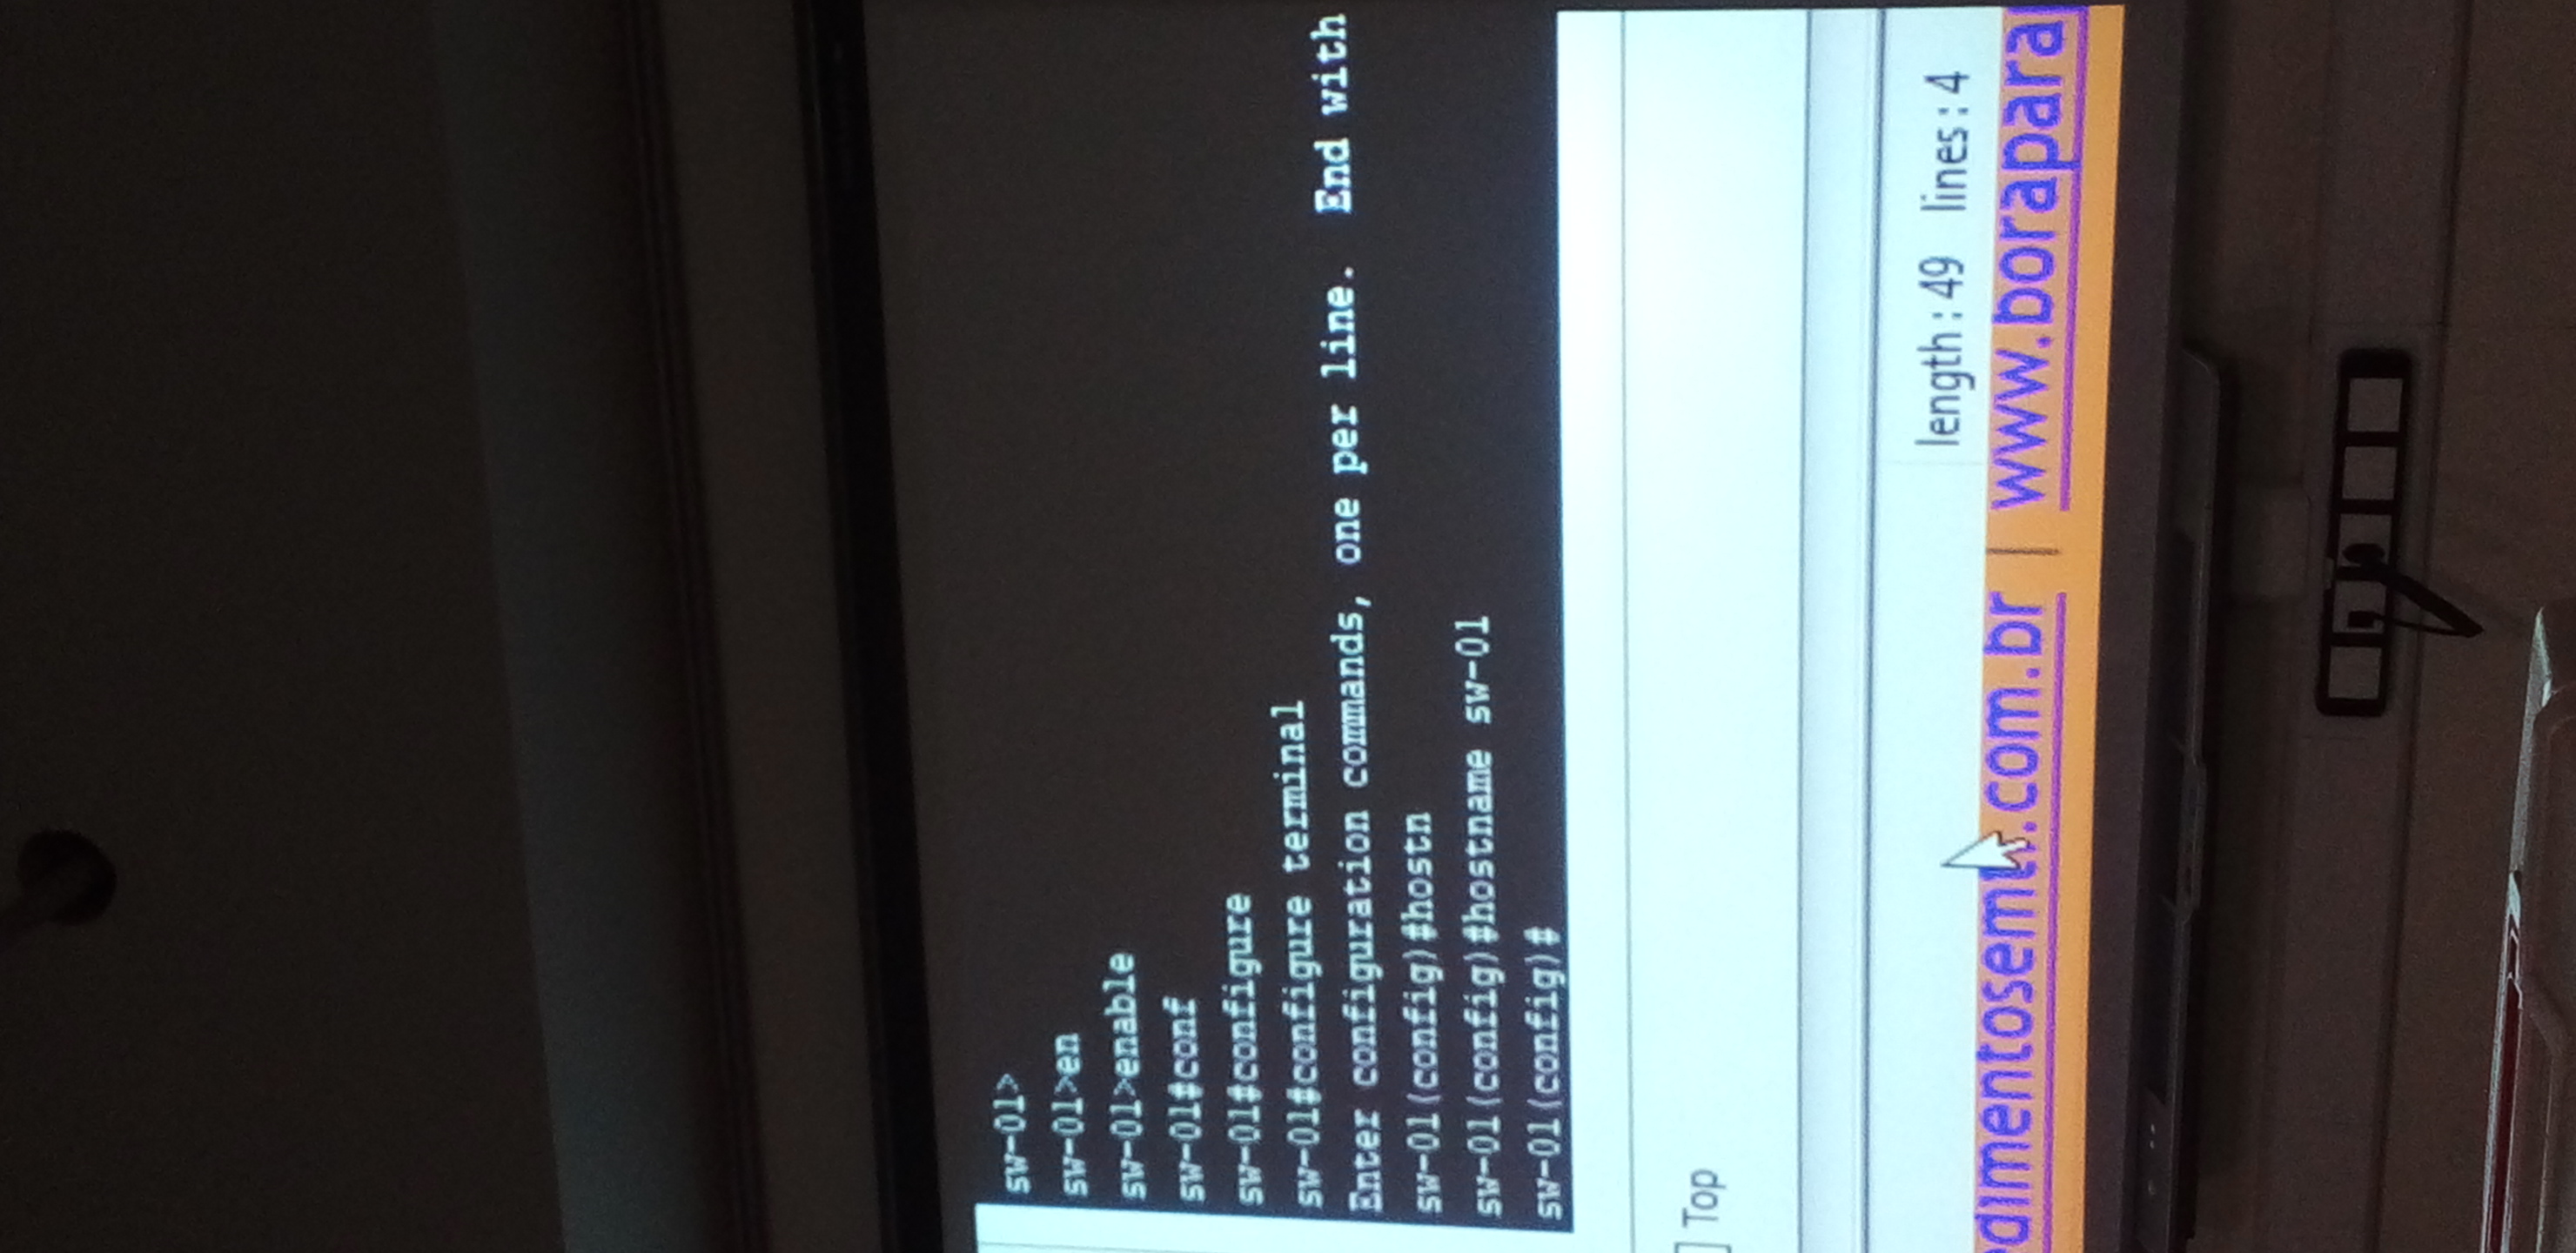 sw-01>
sw-01>en
sw-01>enable
sw-01#conf
sw-01#configure
sw-01#configure terminal
Enter configuration commands, one per line.  End with
sw-01(config)#hostn
sw-01(config)#hostname sw-01
sw-01(config)#
Top
length : 49 lines : 4
.com.br | www.borapara